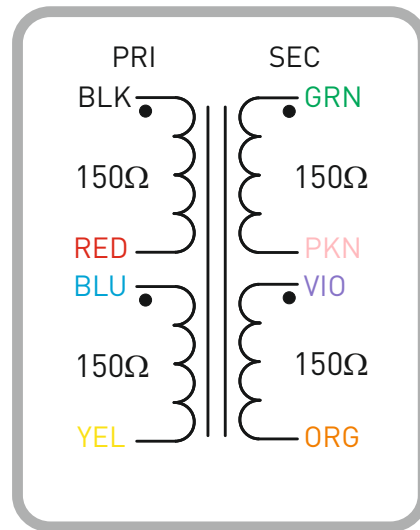 PRI SEC
BLK GRN
150Ω 150Ω
RED PKN
BLU VIO
150Ω 150Ω
YEL ORG